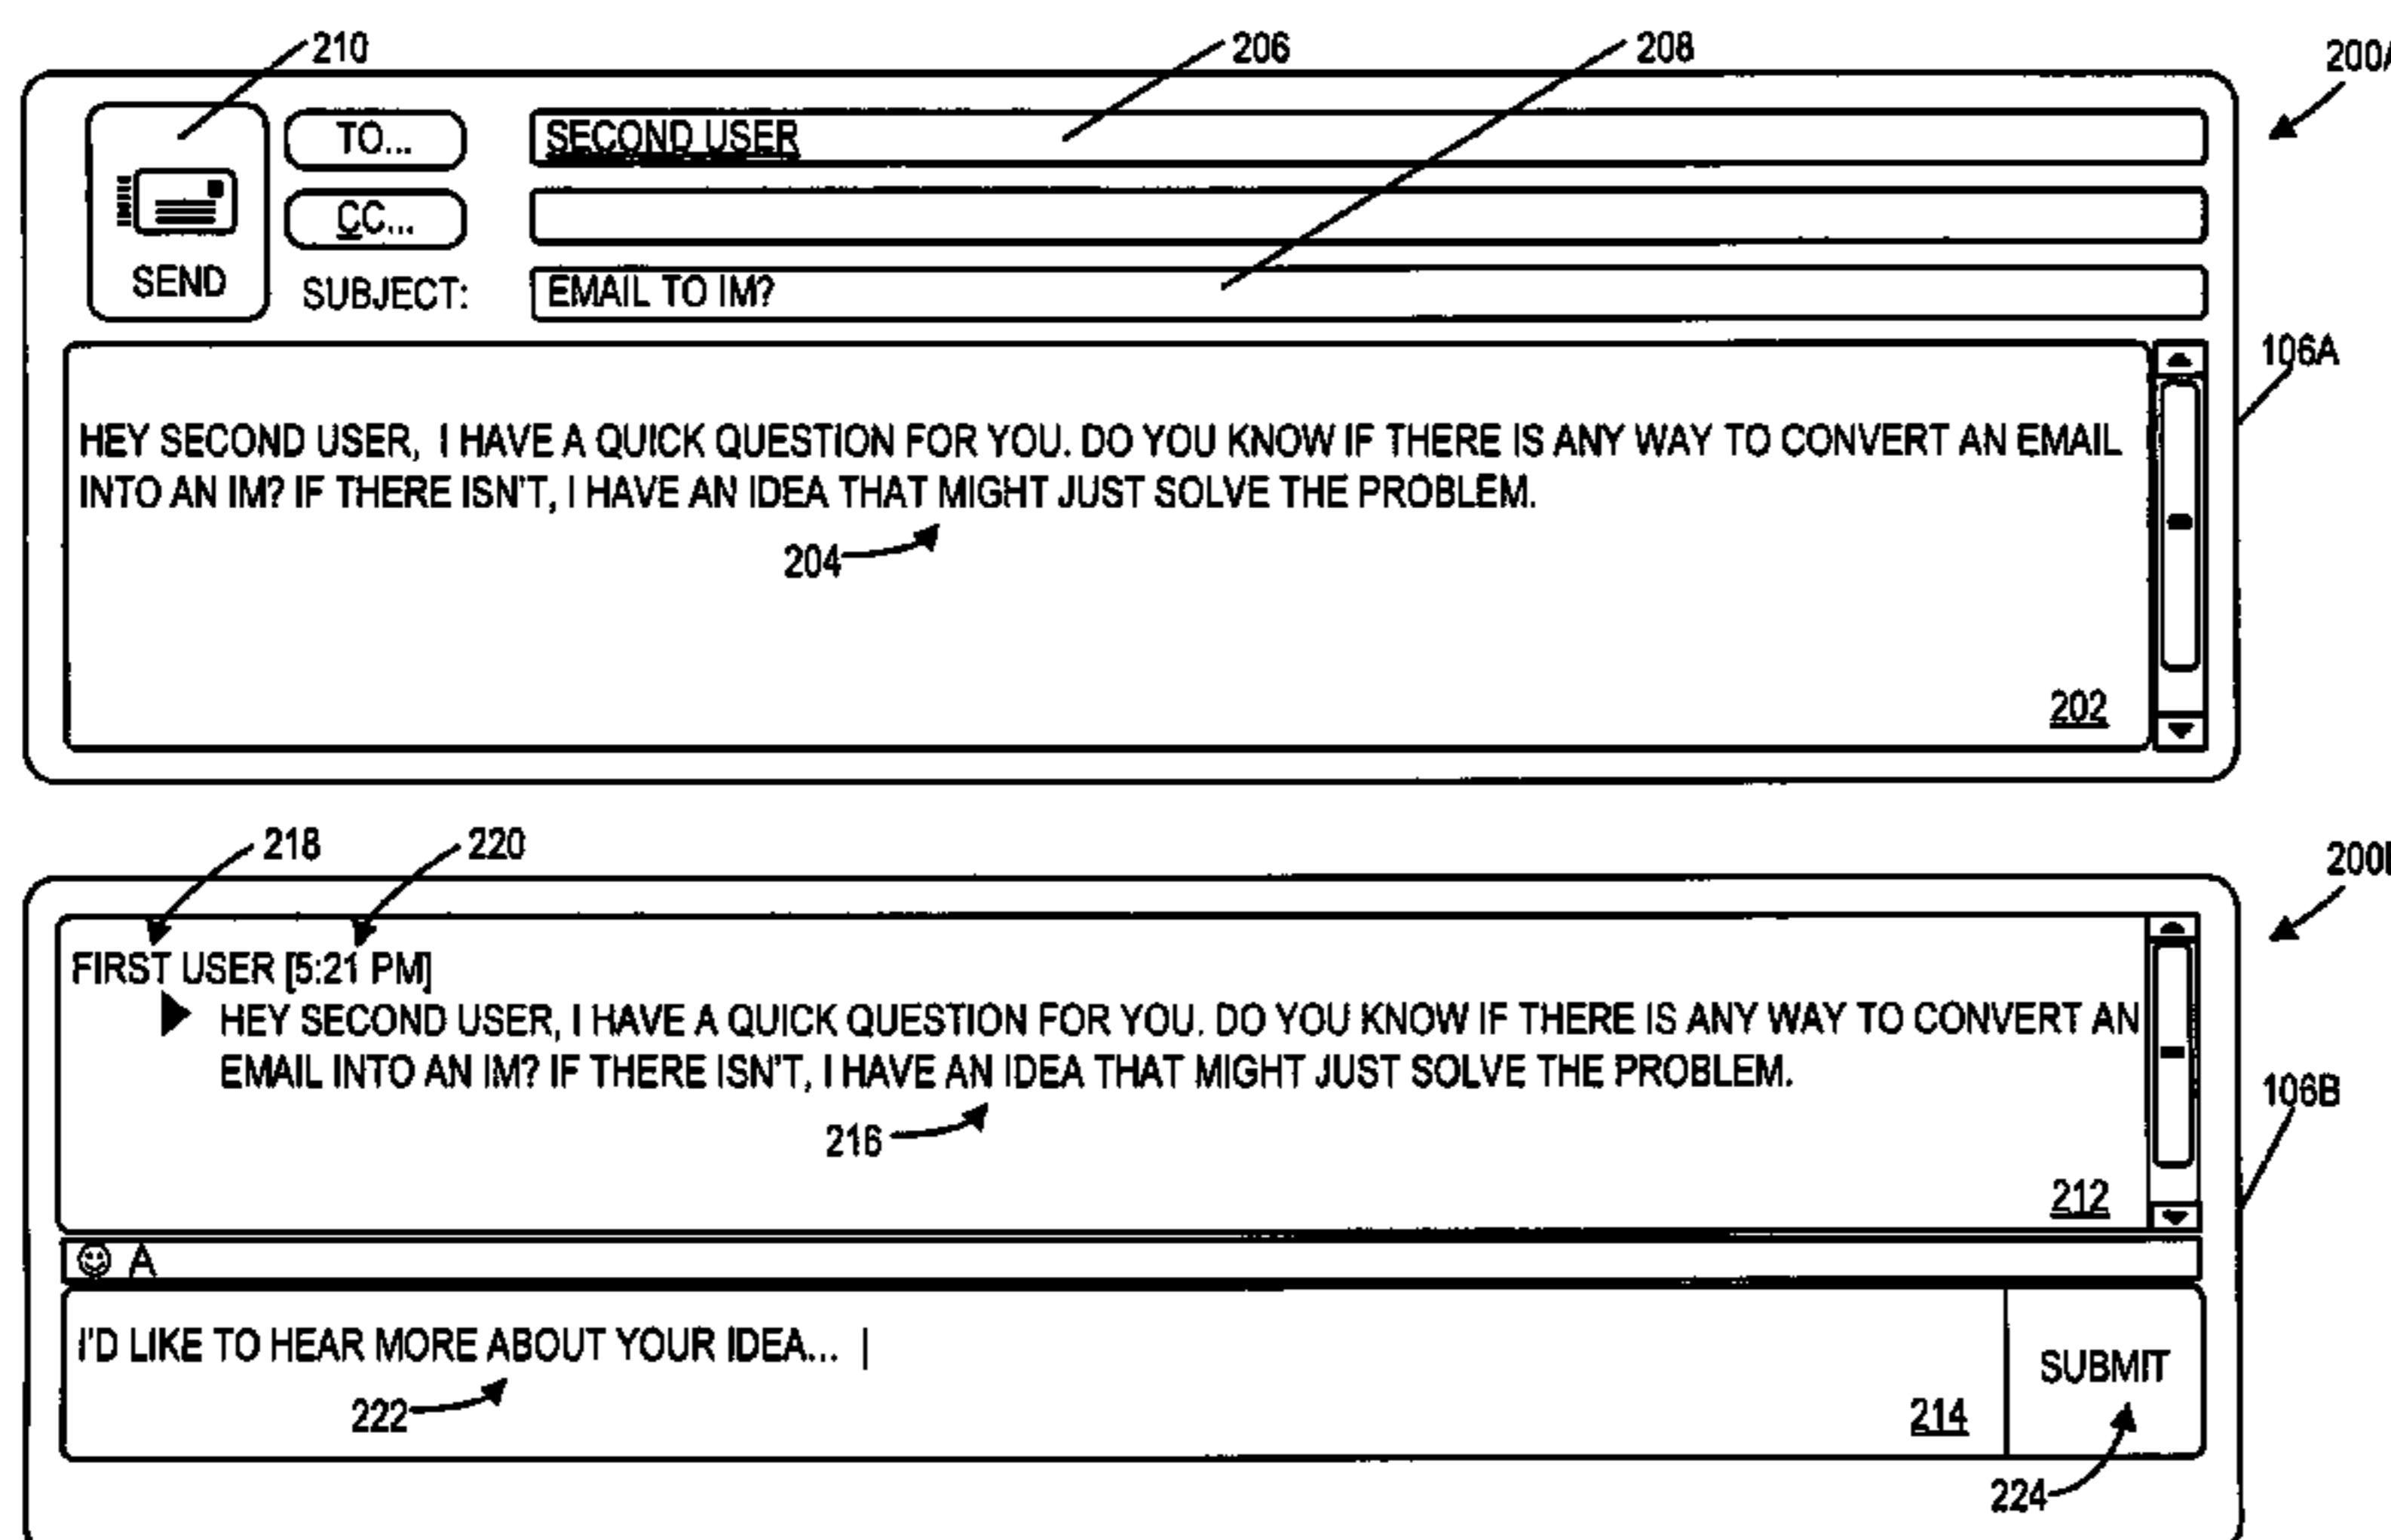 210
206
208
200A
TO...
SECOND USER
CC...
SEND
SUBJECT:
EMAIL TO IM?
106A
HEY SECOND USER, I HAVE A QUICK QUESTION FOR YOU. DO YOU KNOW IF THERE IS ANY WAY TO CONVERT AN EMAIL
INTO AN IM? IF THERE ISN'T, I HAVE AN IDEA THAT MIGHT JUST SOLVE THE PROBLEM.
204
202
218
220
FIRST USER [5:21 PM]
HEY SECOND USER, I HAVE A QUICK QUESTION FOR YOU. DO YOU KNOW IF THERE IS ANY WAY TO CONVERT AN
EMAIL INTO AN IM? IF THERE ISN'T, I HAVE AN IDEA THAT MIGHT JUST SOLVE THE PROBLEM.
106B
216
212
A
I'D LIKE TO HEAR MORE ABOUT YOUR IDEA...
SUBMIT
222
214
224